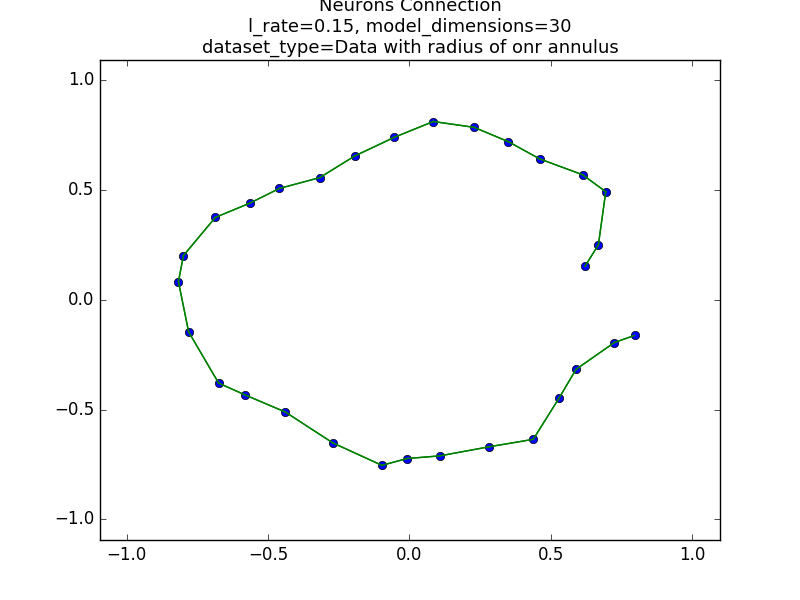 Neurons Connection
l_rate=0.15, model_dimensions=30
dataset_type=Data with radius of onr annulus
1.0
0.5
0.0
−0.5
−1.0
−1.0 −0.5 0.0 0.5 1.0